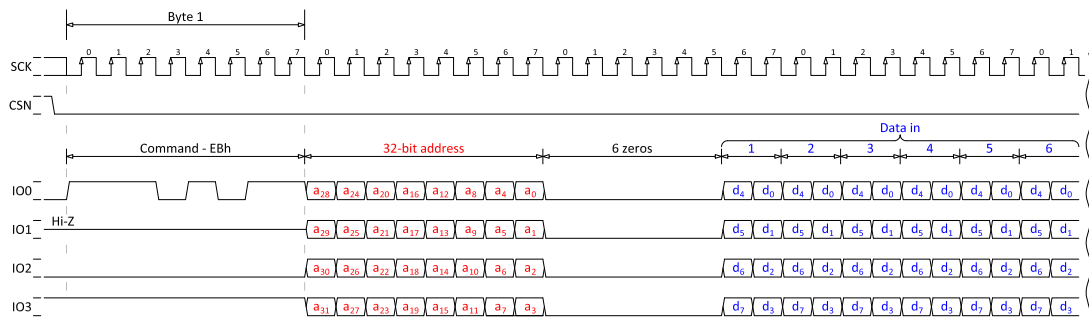 Byte 1
0 1 2 3 4 5 6 7 0 1 2 3 4 5 6 7 0 1 2 3 4 5 6 7 0 1 2 3 4 5 6 7 0 1
SCK
CSN
Data in
Command - EBh 32-bit address 6 zeros 1 2 3 4 5 6
IO0 a28 a24 a20 a16 a12 a8 a4 a0 d4 d0 d4 d0 d4 d0 d4 d0 d4 d0 d4 d0
Hi-Z
IO1 a29 a25 a21 a17 a13 a9 a5 a1 d5 d1 d5 d1 d5 d1 d5 d1 d5 d1 d5 d1
IO2 a30 a26 a22 a18 a14 a10 a6 a2 d6 d2 d6 d2 d6 d2 d6 d2 d6 d2 d6 d2
IO3 a31 a27 a23 a19 a15 a11 a7 a3 d7 d3 d7 d3 d7 d3 d7 d3 d7 d3 d7 d3